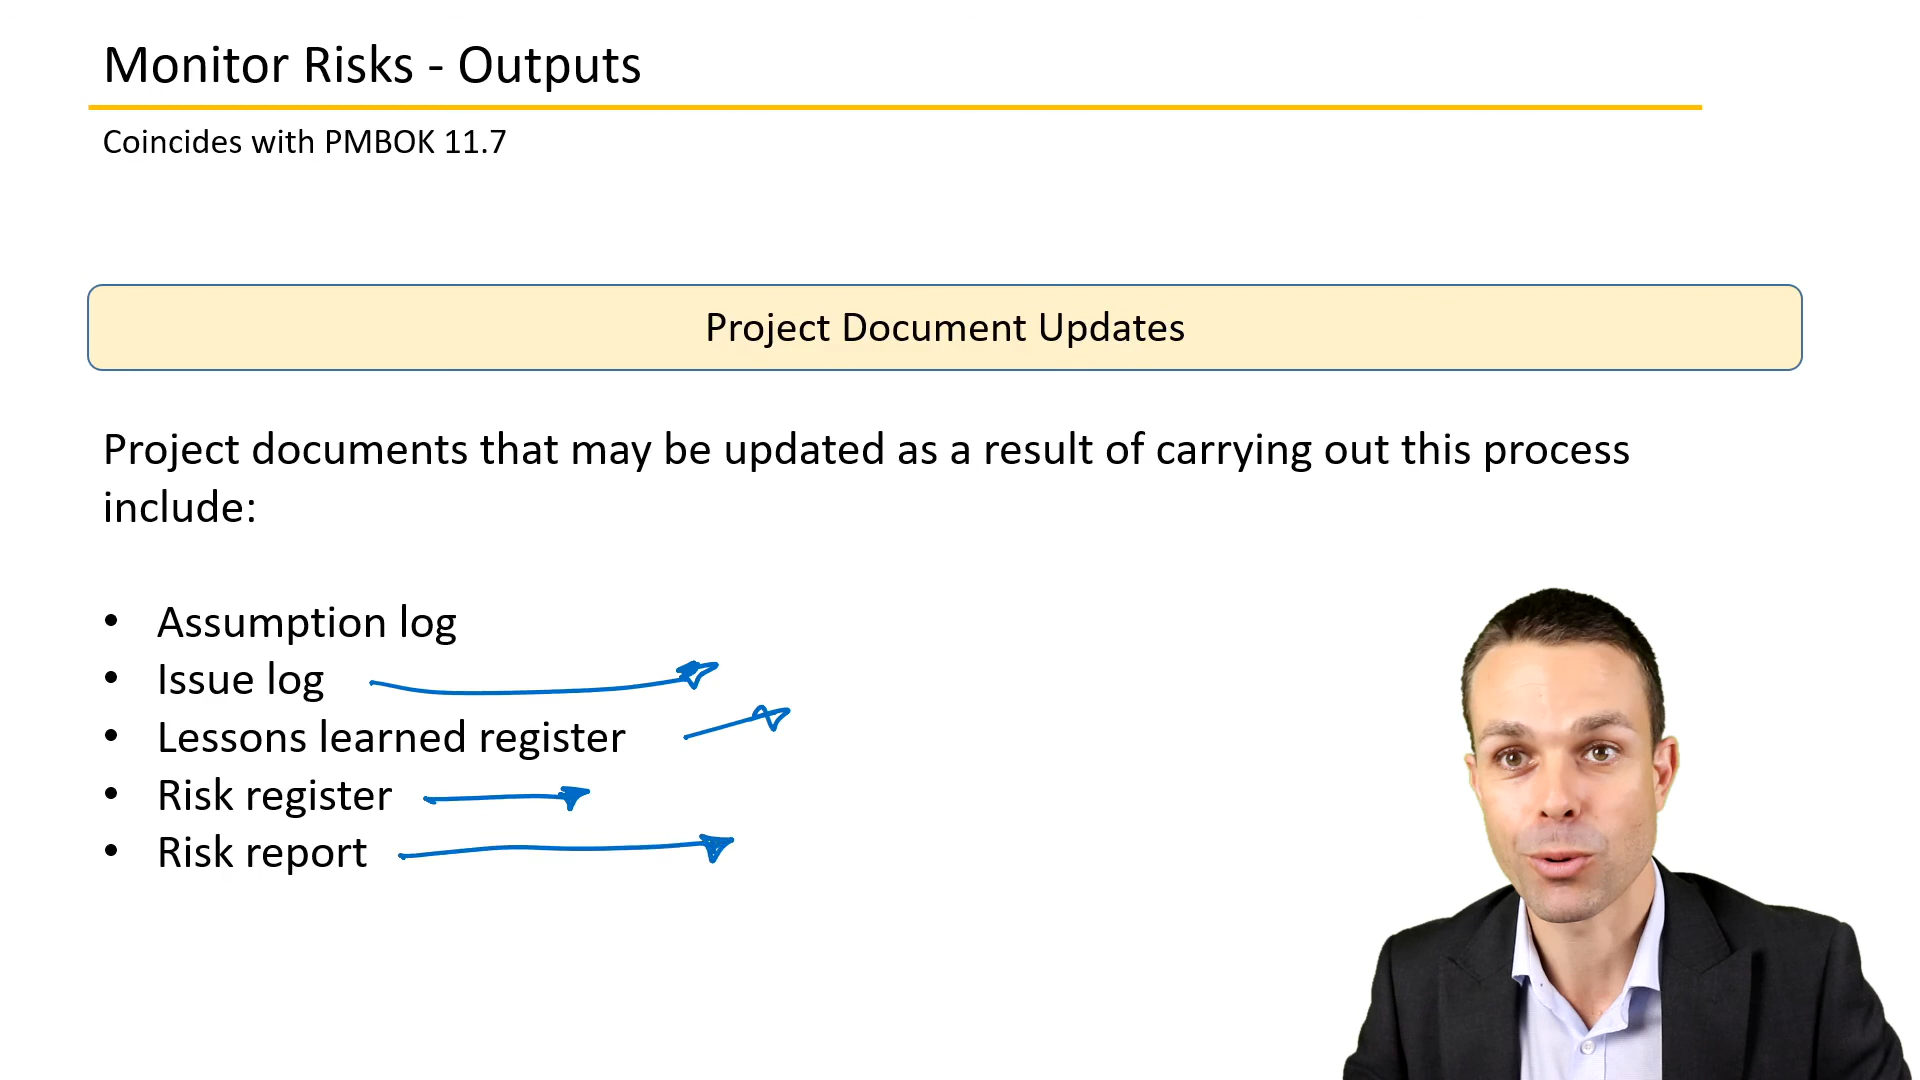 Monitor Risks - Outputs
Coincides with PMBOK 11.7
Project Document Updates
Project documents that may be updated as a result of carrying out this process
include:
• Assumption log
• Issue log
• Lessons learned register
• Risk register
• Risk report